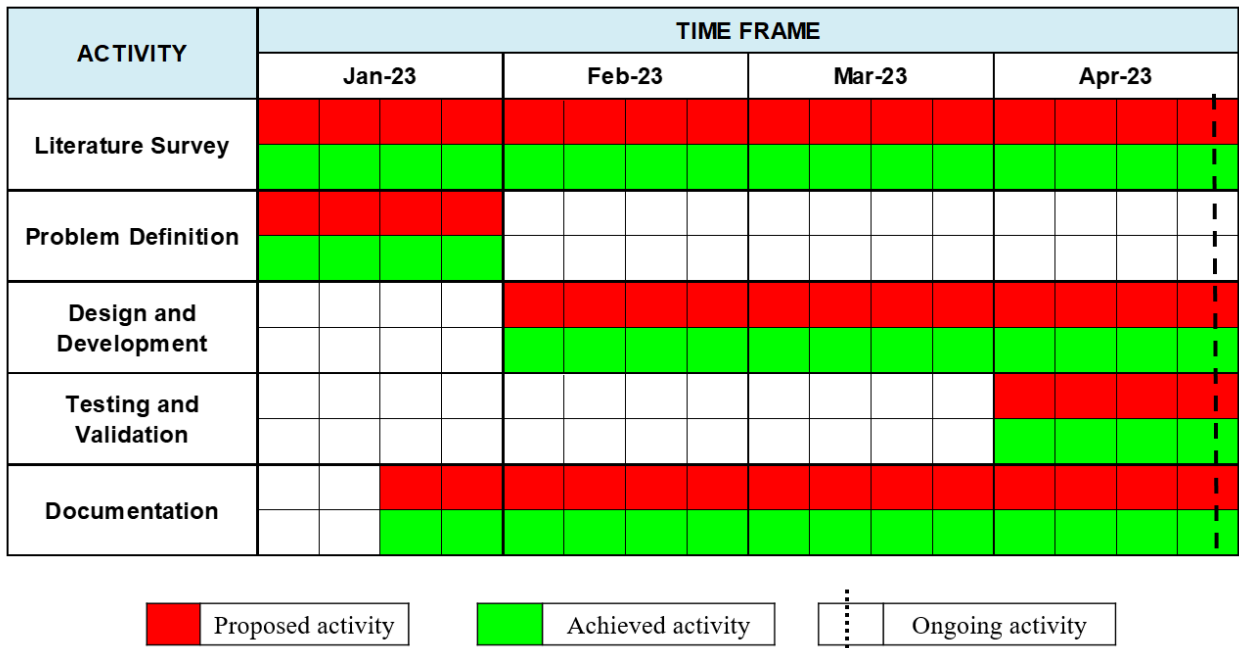 ACTIVITY
TIME FRAME
Jan-23
Feb-23
Mar-23
Apr-23
Literature Survey
Problem Definition
Design and
Development
Testing and
Validation
Documentation
Proposed activity
Achieved activity
Ongoing activity